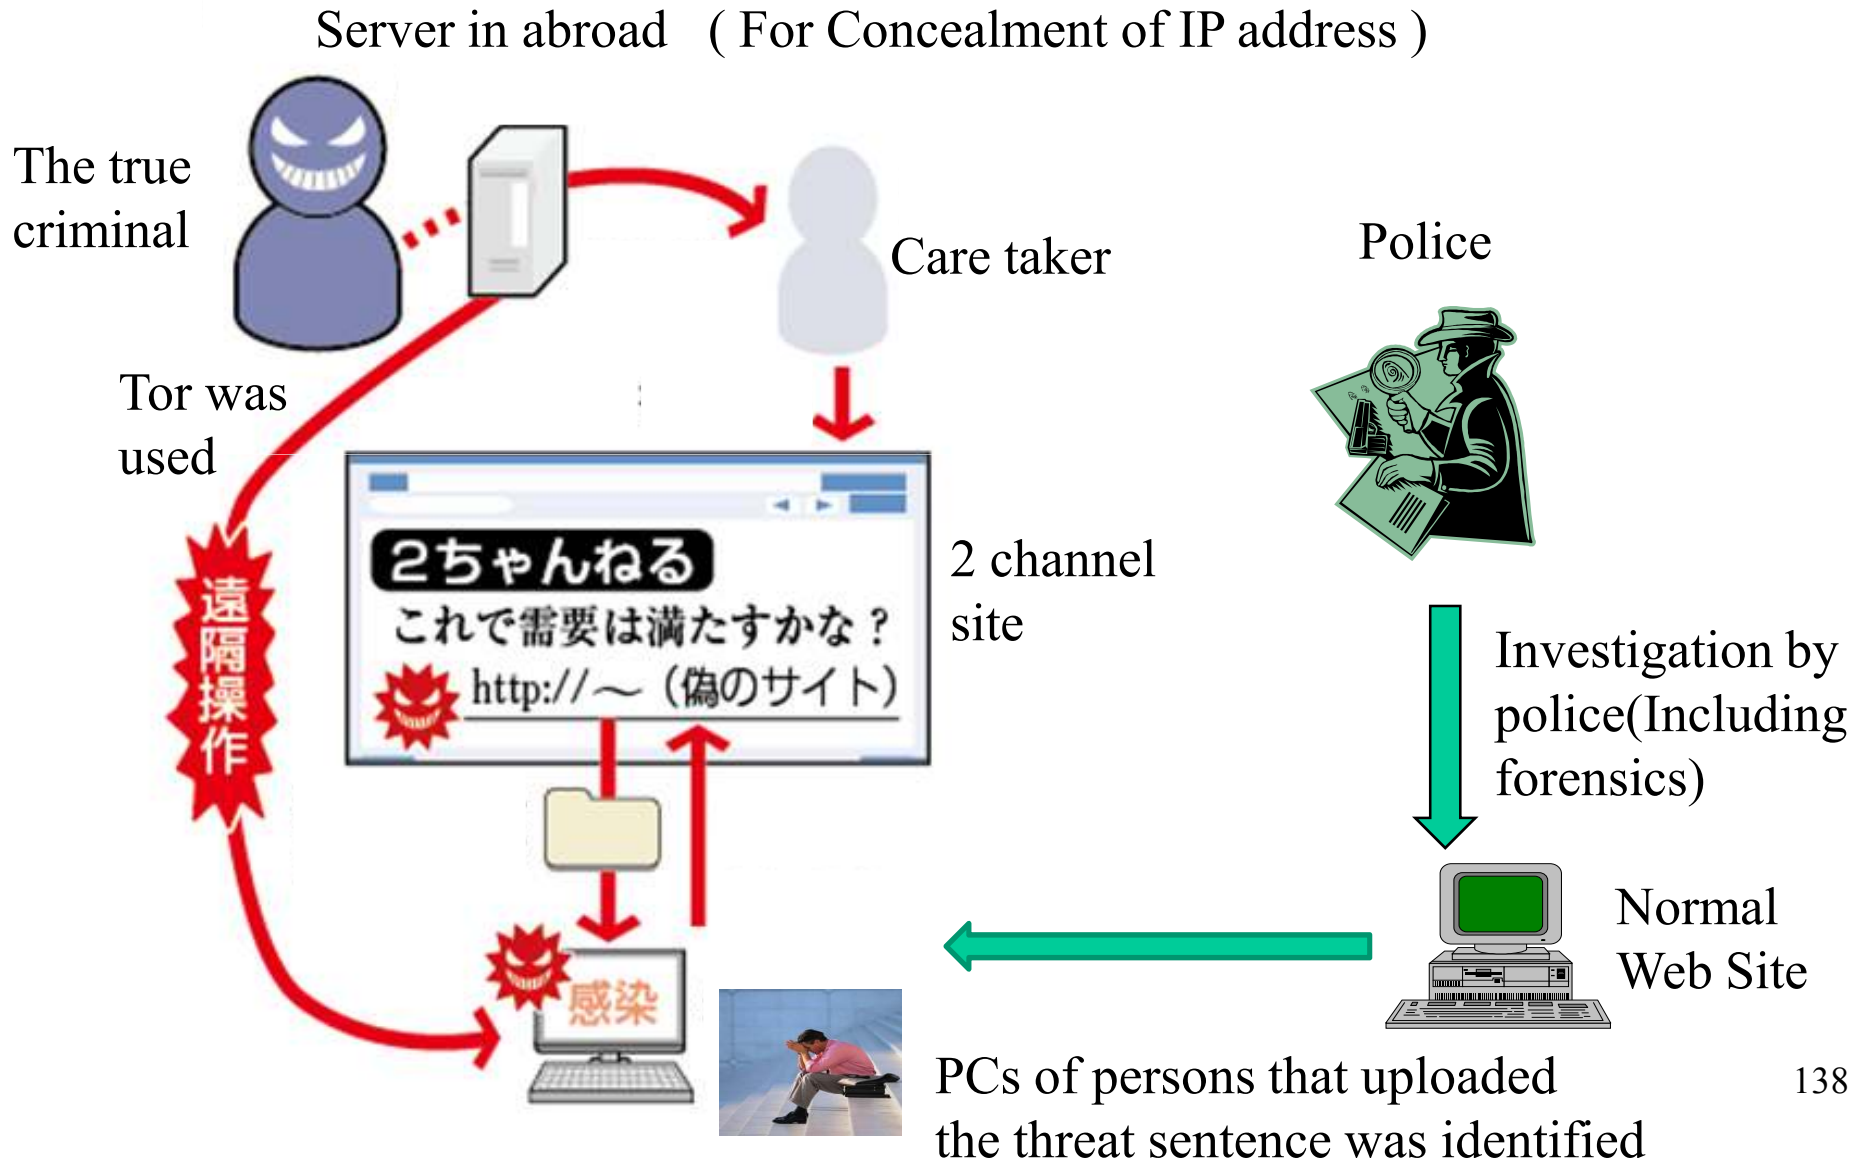 Server in abroad ( For Concealment of IP address )
The true
criminal
Care taker
Police
Tor was
used
遠隔操作
2ちゃんねる
これで需要は満たすかな？
http://～（偽のサイト）
2 channel
site
Investigation by
police(Including
forensics)
Normal
Web Site
感染
PCs of persons that uploaded
the threat sentence was identified
138